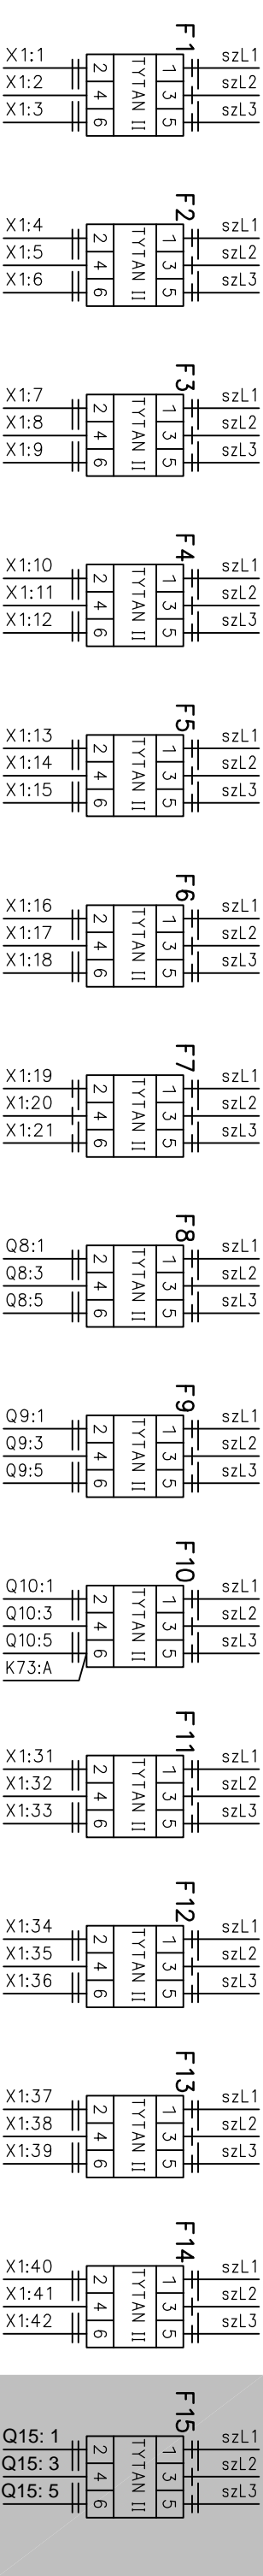 F1
X1:1 2 TYTAN II 1 szL1
X1:2 4 3 szL2
X1:3 6 5 szL3
F2
X1:4 2 TYTAN II 1 szL1
X1:5 4 3 szL2
X1:6 6 5 szL3
F3
X1:7 2 TYTAN II 1 szL1
X1:8 4 3 szL2
X1:9 6 5 szL3
F4
X1:10 2 TYTAN II 1 szL1
X1:11 4 3 szL2
X1:12 6 5 szL3
F5
X1:13 2 TYTAN II 1 szL1
X1:14 4 3 szL2
X1:15 6 5 szL3
F6
X1:16 2 TYTAN II 1 szL1
X1:17 4 3 szL2
X1:18 6 5 szL3
F7
X1:19 2 TYTAN II 1 szL1
X1:20 4 3 szL2
X1:21 6 5 szL3
F8
Q8:1 2 TYTAN II 1 szL1
Q8:3 4 3 szL2
Q8:5 6 5 szL3
F9
Q9:1 2 TYTAN II 1 szL1
Q9:3 4 3 szL2
Q9:5 6 5 szL3
F10
Q10:1 2 TYTAN II 1 szL1
Q10:3 4 3 szL2
Q10:5 6 5 szL3
K73:A
F11
X1:31 2 TYTAN II 1 szL1
X1:32 4 3 szL2
X1:33 6 5 szL3
F12
X1:34 2 TYTAN II 1 szL1
X1:35 4 3 szL2
X1:36 6 5 szL3
F13
X1:37 2 TYTAN II 1 szL1
X1:38 4 3 szL2
X1:39 6 5 szL3
F14
X1:40 2 TYTAN II 1 szL1
X1:41 4 3 szL2
X1:42 6 5 szL3
F15
Q15: 1 2 TYTAN II 1 szL1
Q15: 3 4 3 szL2
Q15: 5 6 5 szL3